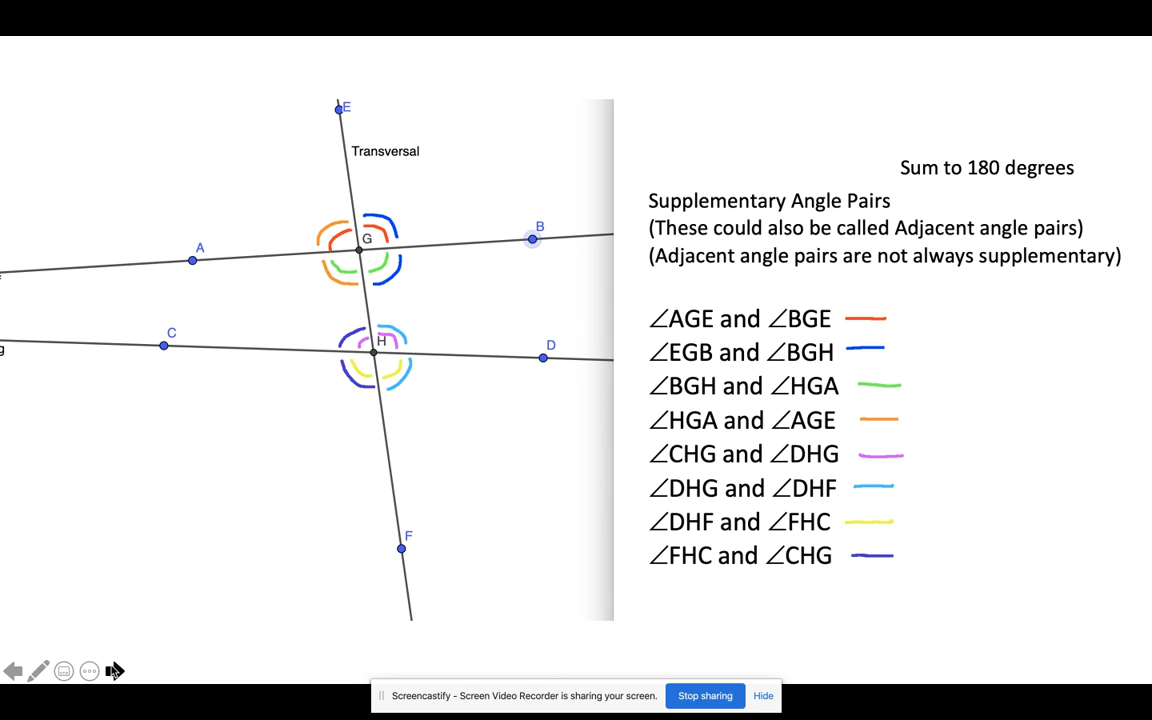 E
Transversal
G
B
A
C
H
D
g
F
Sum to 180 degrees
Supplementary Angle Pairs
(These could also be called Adjacent angle pairs)
(Adjacent angle pairs are not always supplementary)
∠AGE and ∠BGE
∠EGB and ∠BGH
∠BGH and ∠HGA
∠HGA and ∠AGE
∠CHG and ∠DHG
∠DHG and ∠DHF
∠DHF and ∠FHC
∠FHC and ∠CHG
Screencastify - Screen Video Recorder is sharing your screen.
Stop sharing
Hide